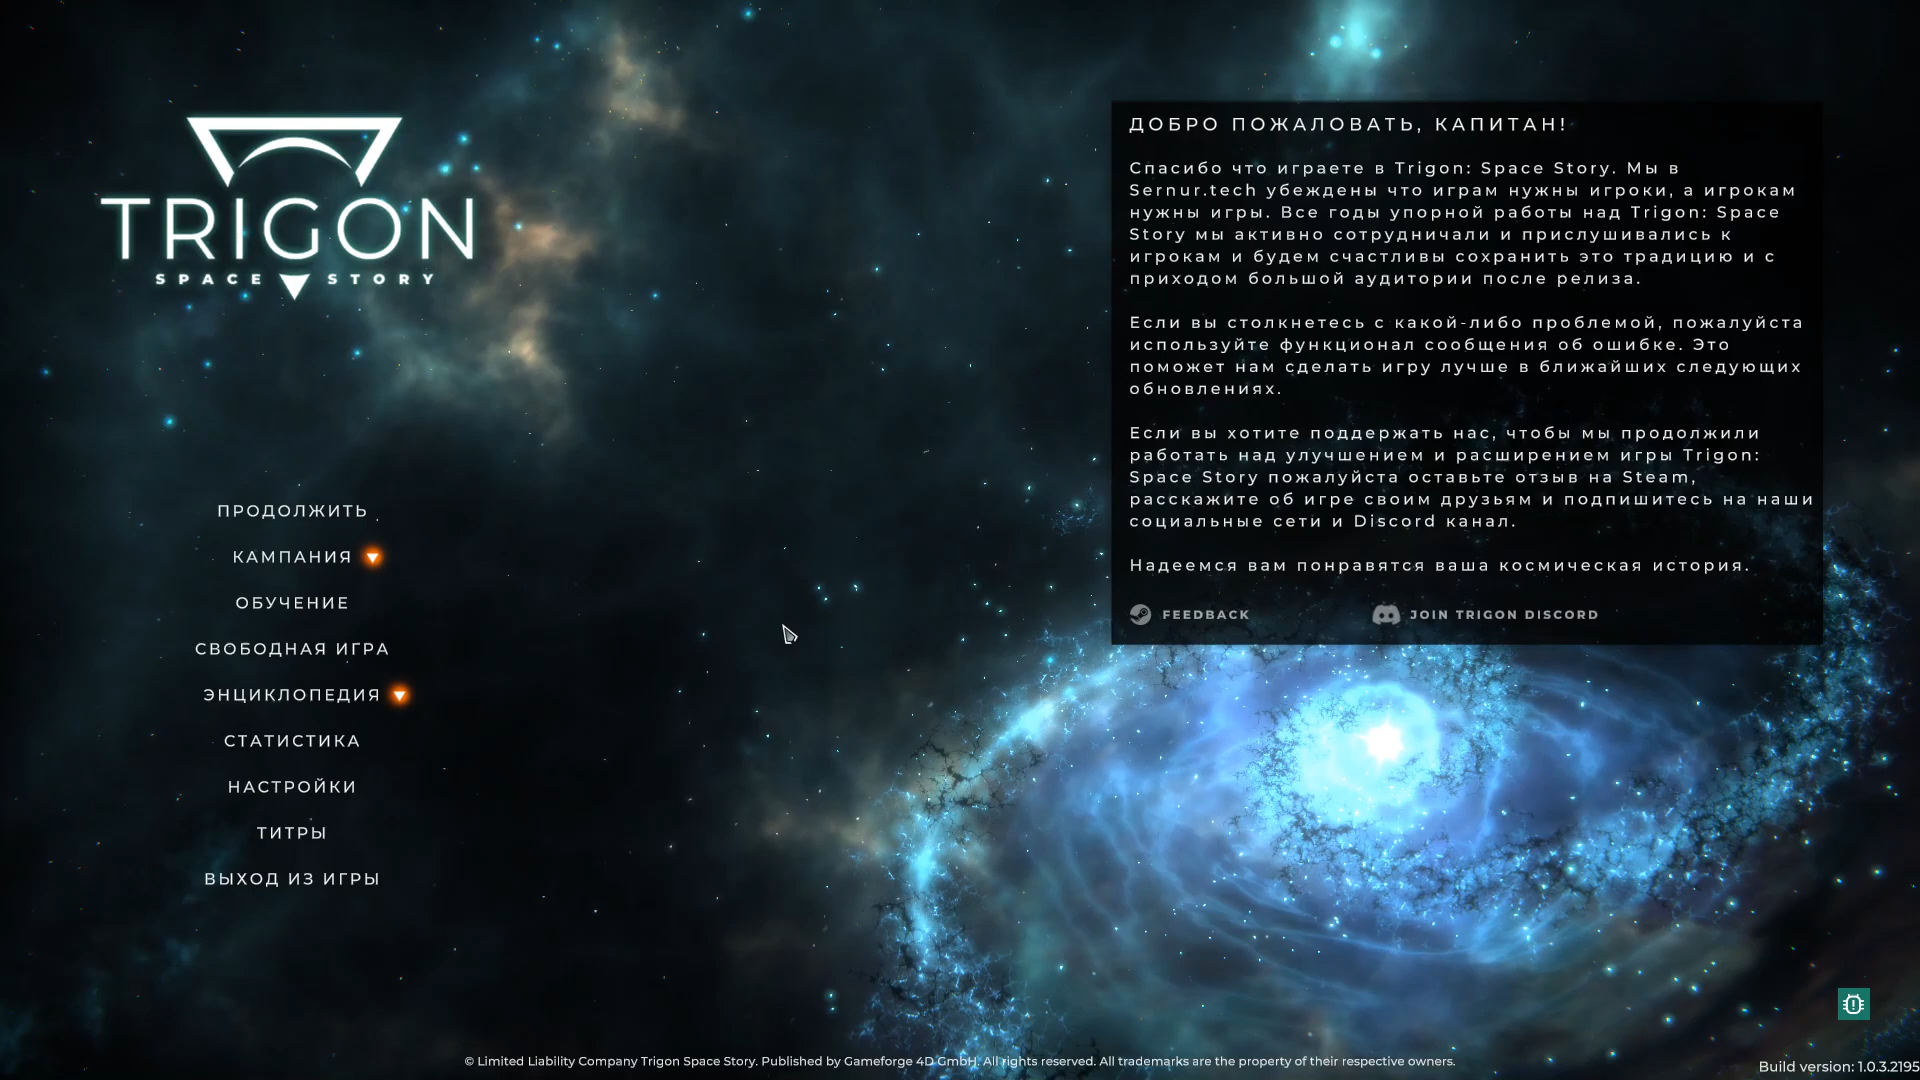 TRIGON
SPACE STORY
ПРОДОЛЖИТЬ
КАМПАНИЯ
ОБУЧЕНИЕ
СВОБОДНАЯ ИГРА
ЭНЦИКЛОПЕДИЯ
СТАТИСТИКА
НАСТРОЙКИ
ТИТРЫ
ВЫХОД ИЗ ИГРЫ
ДОБРО ПОЖАЛОВАТЬ, КАПИТАН!
Спасибо что играете в Trigon: Space Story. Мы в
Sernur.tech убеждены что играм нужны игроки, а игрокам
нужны игры. Все годы упорной работы над Trigon: Space
Story мы активно сотрудничали и прислушивались к
игрокам и будем счастливы сохранить это традицию и с
приходом большой аудитории после релиза.
Если вы столкнетесь с какой-либо проблемой, пожалуйста
используйте функционал сообщения об ошибке. Это
поможет нам сделать игру лучше в ближайших следующих
обновлениях.
Если вы хотите поддержать нас, чтобы мы продолжили
работать над улучшением и расширением игры Trigon:
Space Story пожалуйста оставьте отзыв на Steam,
расскажите об игре своим друзьям и подпишитесь на наши
социальные сети и Discord канал.
Надеемся вам понравятся ваша космическая история.
FEEDBACK
JOIN TRIGON DISCORD
© Limited Liability Company Trigon Space Story. Published by Gameforge 4D GmbH. All rights reserved. All trademarks are the property of their respective owners.
Build version: 1.0.3.2195